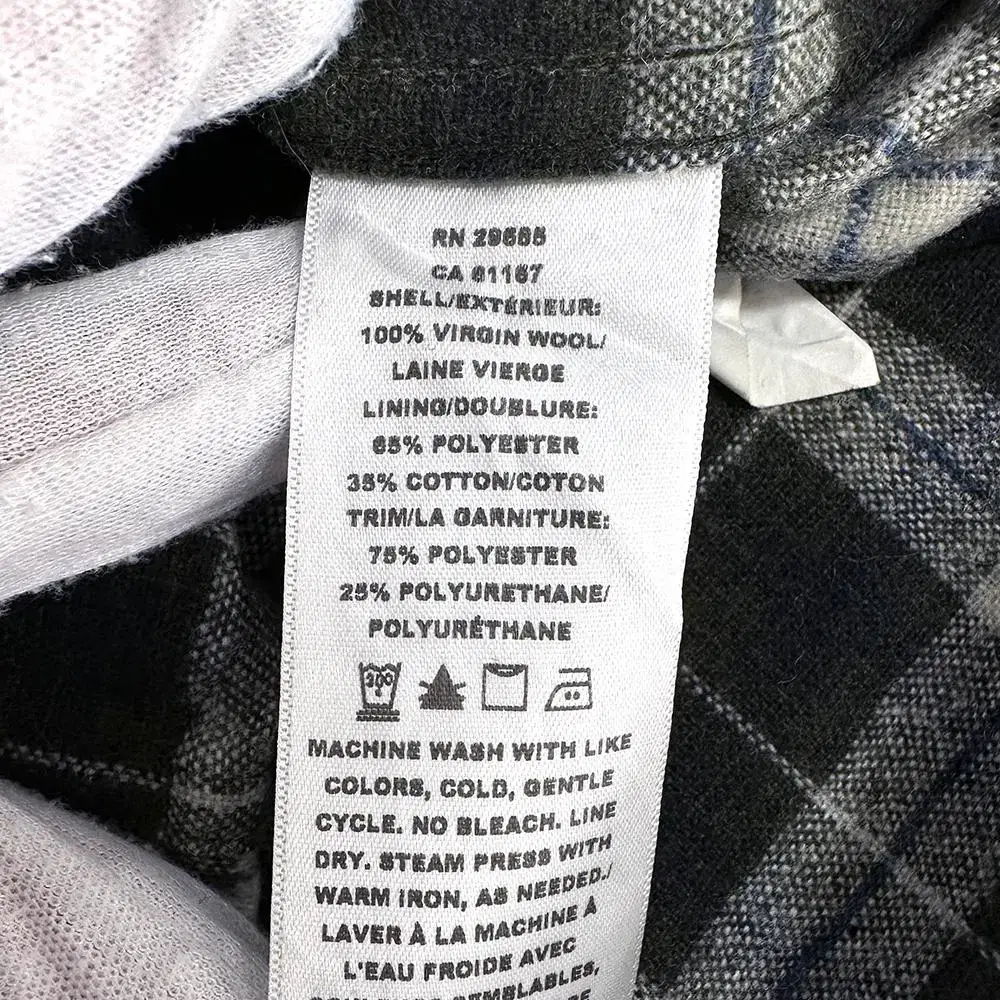 RN 29685
CA 01167
SHELL/EXTÉRIEUR:
100% VIRGIN WOOL/
LAINE VIERGE
LINING/DOUBLURE:
65% POLYESTER
35% COTTON/COTON
TRIM/LA GARNITURE:
75% POLYESTER
25% POLYURETHANE/
POLYURÉTHANE
MACHINE WASH WITH LIKE
COLORS, COLD, GENTLE
CYCLE. NO BLEACH. LINE
DRY. STEAM PRESS WITH
WARM IRON, AS NEEDED./
LAVER À LA MACHINE À
L'EAU FROIDE AVEC
SEMBLABLES,